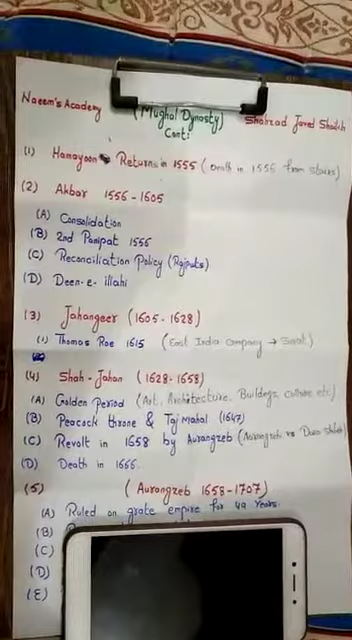 Naeem's Academy
(Mughal Dynasty)
Shahzad Javed Shaikh
Cont:
(1) Hamayoon Returns in 1555 (Death in 1556 from stairs)
(2) Akbar 1556-1605
(A) Consolidation
(B) 2nd Panipat 1556
(C) Reconciliation Policy (Rajputs)
(D) Deen-e-illahi
(3) Jahangeer (1605-1628)
(1) Thomas Roe 1615 (East India Company → Surat)
(4) Shah-Jahan (1628-1658)
(A) Golden Period (Art, Architecture, Buildings, culture etc)
(B) Peacock throne & Taj Mahal (1647)
(C) Revolt in 1658 by Aurangzeb (Aurangzeb vs Dara
(D) Death in 1666.
(5) (Aurangzeb 1658-1707)
(A) Ruled on grate empire for 49 Years.
(B)
(C)
(D)
(E)